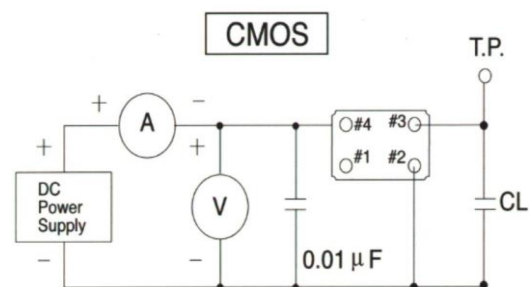 CMOS
T.P.
+ A −
#4 #3
+ +
#1 #2
DC
Power
Supply
V
CL
− −
0.01 μF